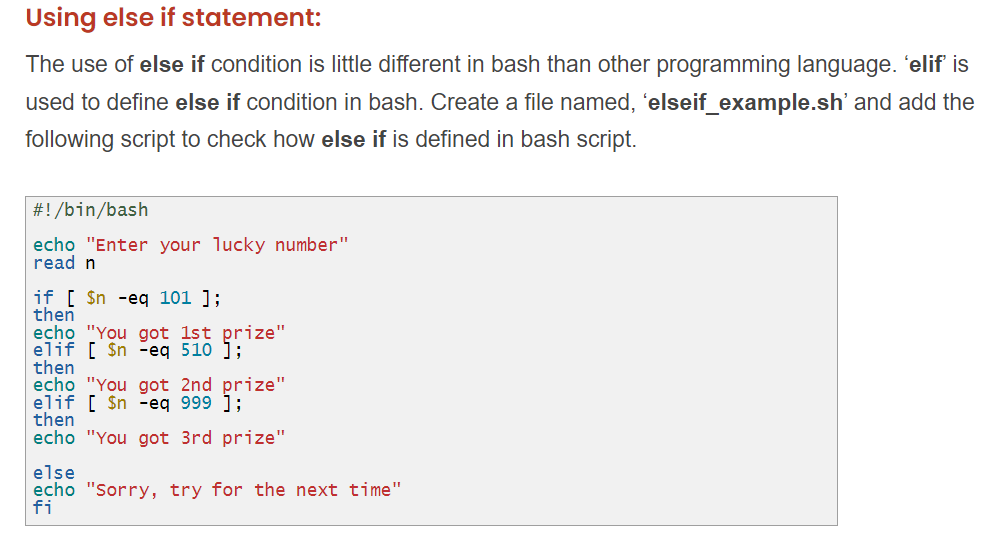 Using else if statement:
The use of else if condition is little different in bash than other programming language. ‘elif’ is
used to define else if condition in bash. Create a file named, ‘elseif_example.sh’ and add the
following script to check how else if is defined in bash script.
#!/bin/bash
echo "Enter your lucky number"
read n
if [ $n -eq 101 ];
then
echo "You got 1st prize"
elif [ $n -eq 510 ];
then
echo "You got 2nd prize"
elif [ $n -eq 999 ];
then
echo "You got 3rd prize"
else
echo "Sorry, try for the next time"
fi